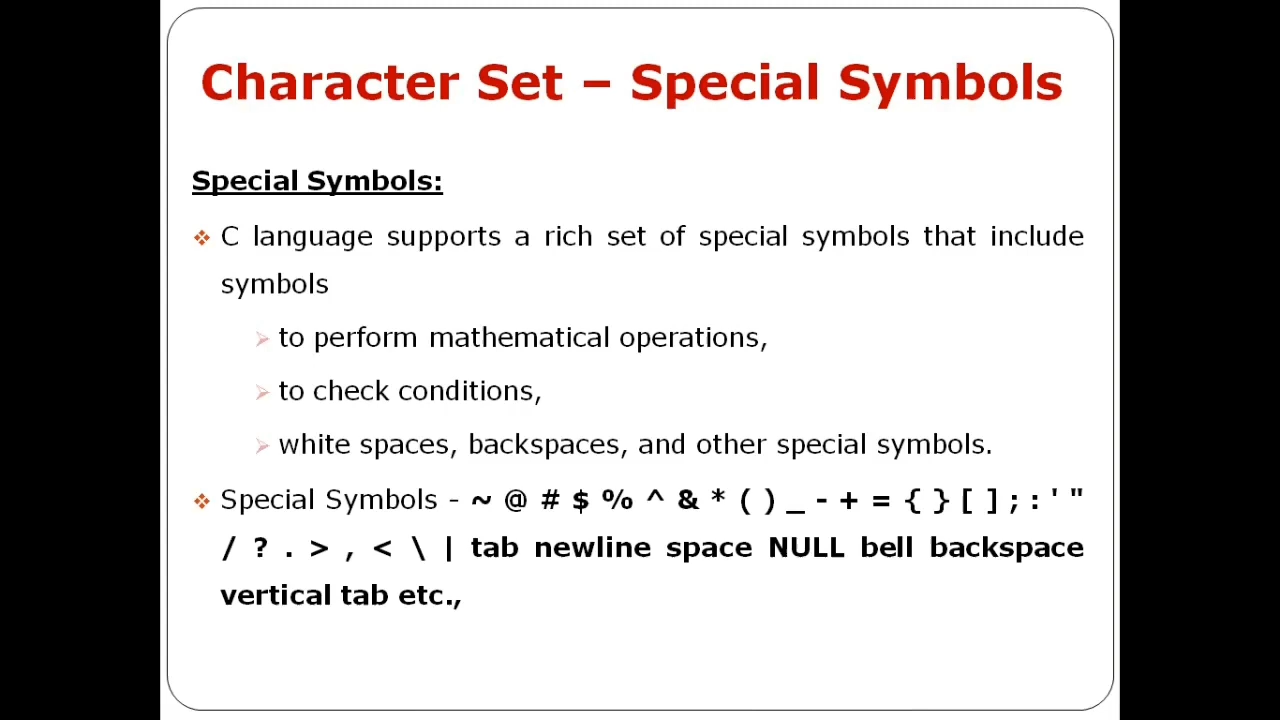 Character Set – Special Symbols
Special Symbols:
❖ C language supports a rich set of special symbols that include
symbols
➢ to perform mathematical operations,
➢ to check conditions,
➢ white spaces, backspaces, and other special symbols.
❖ Special Symbols - ~ @ # $ % ^ & * ( ) _ - + = { } [ ] ; : ' "
/ ? . > , < \ | tab newline space NULL bell backspace
vertical tab etc.,